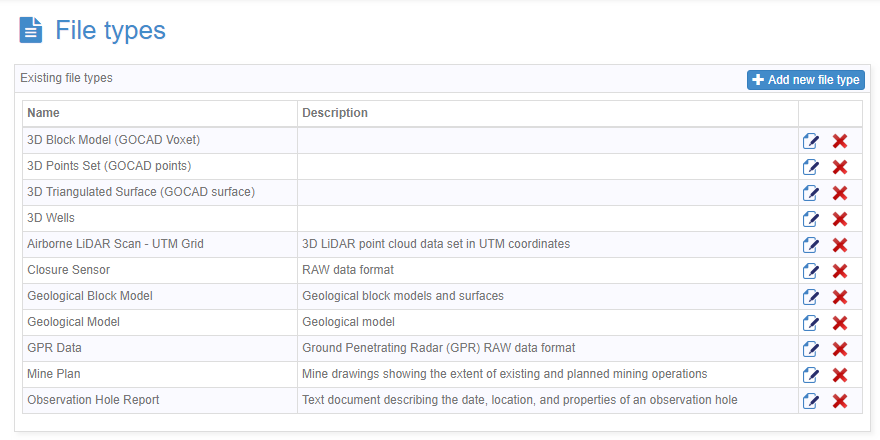 File types
Existing file types
Add new file type
Name Description
3D Block Model (GOCAD Voxet)
3D Points Set (GOCAD points)
3D Triangulated Surface (GOCAD surface)
3D Wells
Airborne LiDAR Scan - UTM Grid 3D LiDAR point cloud data set in UTM coordinates
Closure Sensor RAW data format
Geological Block Model Geological block models and surfaces
Geological Model Geological model
GPR Data Ground Penetrating Radar (GPR) RAW data format
Mine Plan Mine drawings showing the extent of existing and planned mining operations
Observation Hole Report Text document describing the date, location, and properties of an observation hole